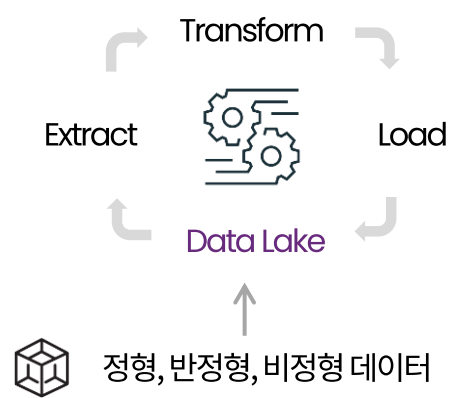 Transform
Extract
Load
Data Lake
정형, 반정형, 비정형 데이터